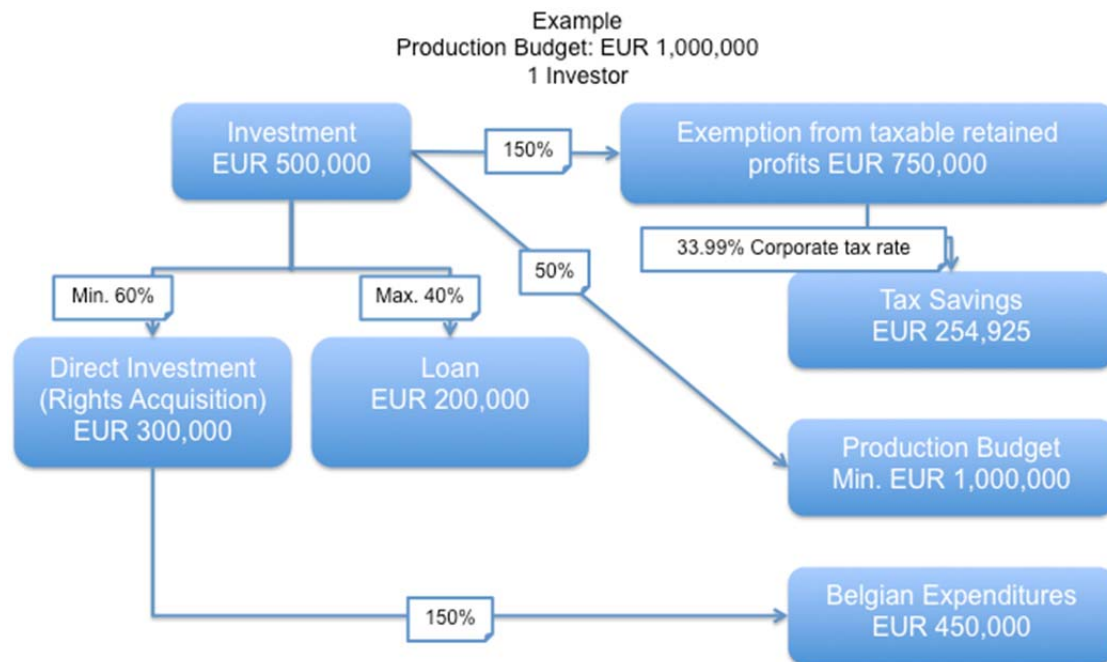 Example
Production Budget: EUR 1,000,000
1 Investor
Investment
EUR 500,000
150%
Exemption from taxable retained
profits EUR 750,000
33.99% Corporate tax rate
50%
Min. 60%
Max. 40%
Tax Savings
EUR 254,925
Direct Investment
(Rights Acquisition)
EUR 300,000
Loan
EUR 200,000
Production Budget
Min. EUR 1,000,000
Belgian Expenditures
EUR 450,000
150%